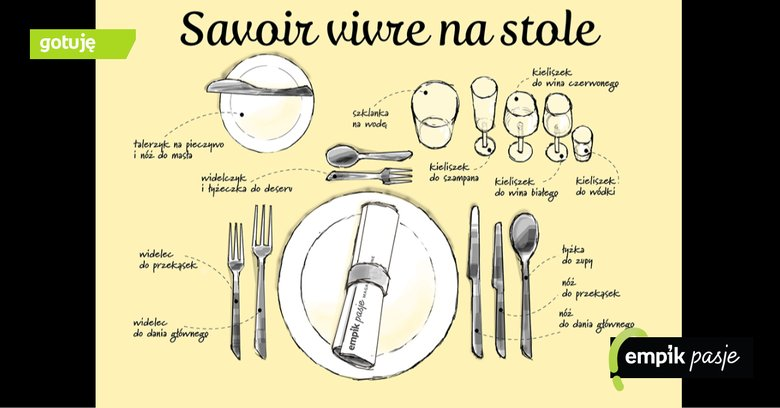 Savoir vivre na stole
gotuję
talerzyk na pieczywo
i nóż do masła
szklanka
na wodę
kieliszek
do wina czerwonego
kieliszek
do szampana
kieliszek
do wina białego
kieliszek
do wódki
widelczyk
i łyżeczka do deseru
widelec
do przekąsek
widelec
do dania głównego
empik pasje
łyżka
do zupy
nóż
do przekąsek
nóż
do dania głównego
empik pasje